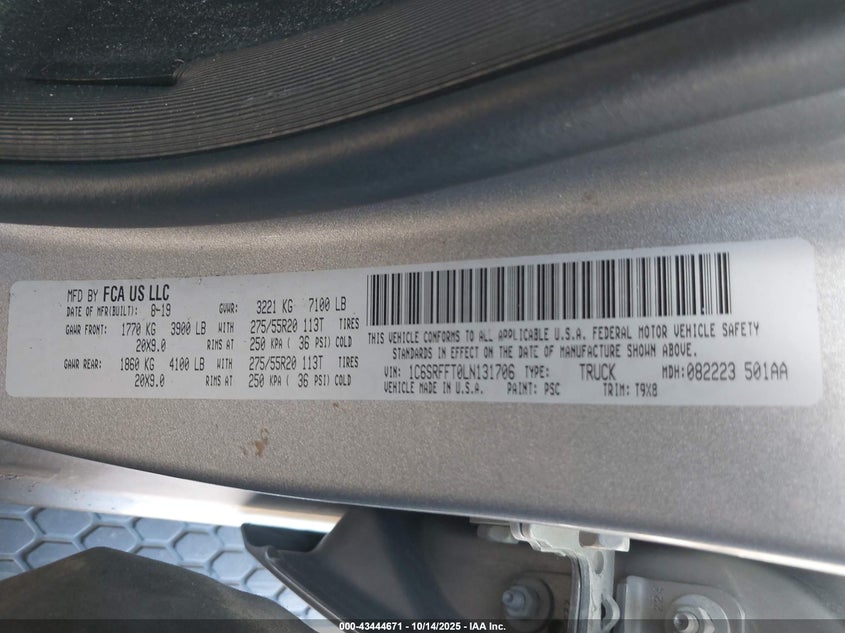 MFD BY FCA US LLC
DATE OF MFR(BUILT): 8-19 GVWR: 3221 KG 7100 LB
GAWR FRONT: 1770 KG 3900 LB WITH 275/55R20 113T TIRES
20X9.0 RIMS AT 250 KPA ( 36 PSI) COLD
GAWR REAR: 1860 KG 4100 LB WITH 275/55R20 113T TIRES
20X9.0 RIMS AT 250 KPA ( 36 PSI) COLD
THIS VEHICLE CONFORMS TO ALL APPLICABLE U.S.A. FEDERAL MOTOR VEHICLE SAFETY
STANDARDS IN EFFECT ON THE DATE OF MANUFACTURE SHOWN ABOVE.
VIN: 1C6SRFFT0LN131706 TYPE: TRUCK MDH: 082223 501AA
VEHICLE MADE IN U.S.A. PAINT: PSC TRIM: T9X8
000-43444671 | 10/14/2025 - IAA Inc.